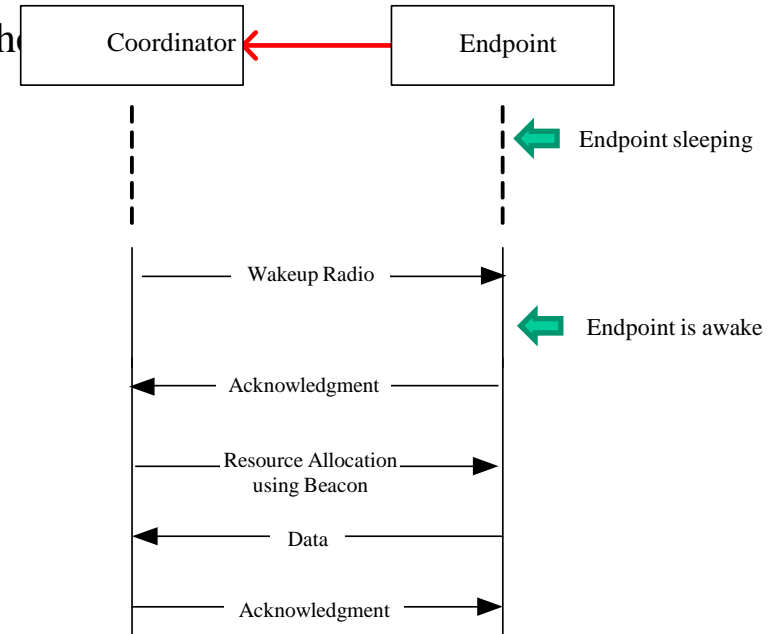 Coordinator
Endpoint
Endpoint sleeping
Wakeup Radio
Endpoint is awake
Acknowledgment
Resource Allocation
using Beacon
Data
Acknowledgment